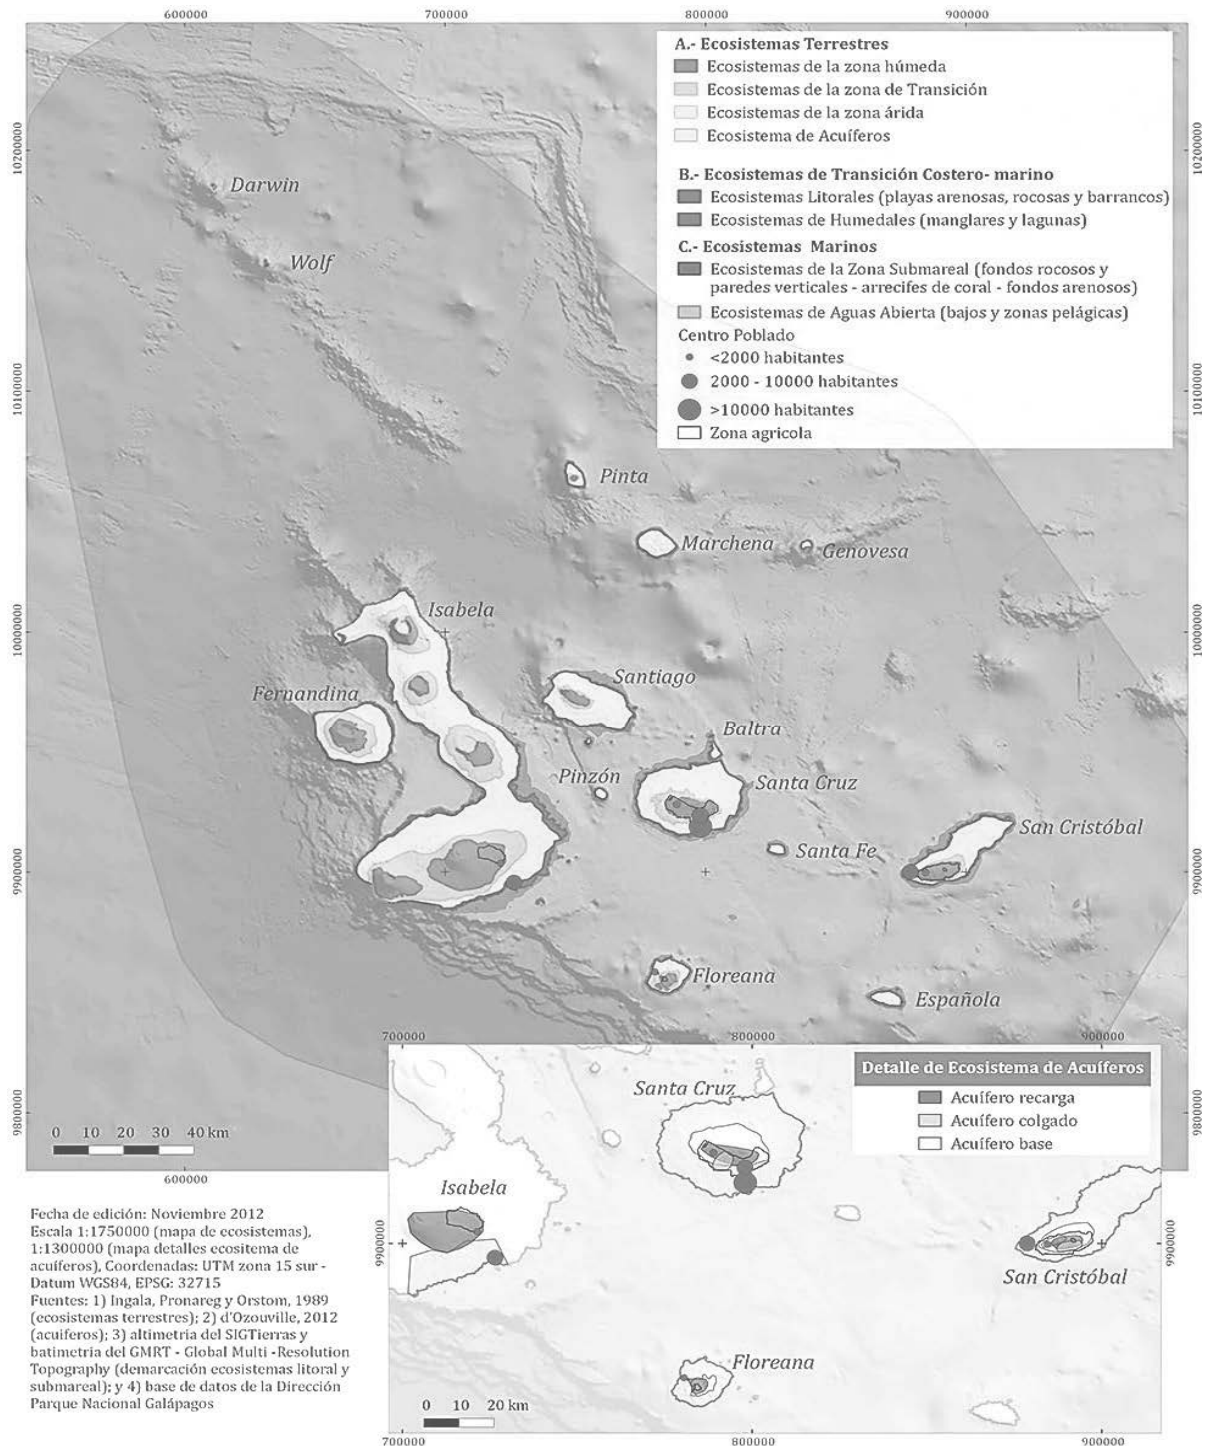 600000
700000
800000
900000
A.- Ecosistemas Terrestres
Ecosistemas de la zona húmeda
Ecosistemas de la zona de Transición
Ecosistemas de la zona árida
Ecosistema de Acuíferos
B.- Ecosistemas de Transición Costero- marino
Ecosistemas Litorales (playas arenosas, rocosas y barrancos)
Ecosistemas de Humedales (manglares y lagunas)
C.- Ecosistemas Marinos
Ecosistemas de la Zona Submareal (fondos rocosos y
paredes verticales - arrecifes de coral - fondos arenosos)
Ecosistemas de Aguas Abierta (bajos y zonas pelágicas)
Centro Poblado
<2000 habitantes
2000 - 10000 habitantes
>10000 habitantes
Zona agricola
10200000
10200000
Darwin
Wolf
10100000
10100000
Pinta
Marchena
Genovesa
Isabela
10000000
10000000
Santiago
Fernandina
Baltra
Pinzón
Santa Cruz
San Cristóbal
Santa Fe
9900000
9900000
Floreana
Española
9800000
9800000
0 10 20 30 40 km
600000
700000
800000
900000
Detalle de Ecosistema de Acuíferos
Acuífero recarga
Acuífero colgado
Acuífero base
Santa Cruz
Isabela
9900000
9900000
San Cristóbal
Floreana
0 10 20 km
700000
800000
900000
Fecha de edición: Noviembre 2012
Escala 1:1750000 (mapa de ecosistemas),
1:1300000 (mapa detalles ecositema de
acuíferos), Coordenadas: UTM zona 15 sur -
Datum WGS84, EPSG: 32715
Fuentes: 1) Ingala, Pronareg y Orstom, 1989
(ecosistemas terrestres); 2) d'Ozouville, 2012
(acuiferos); 3) altimetria del SIGTierras y
batimetria del GMRT - Global Multi -Resolution
Topography (demarcación ecosistemas litoral y
submareal); y 4) base de datos de la Dirección
Parque Nacional Galápagos